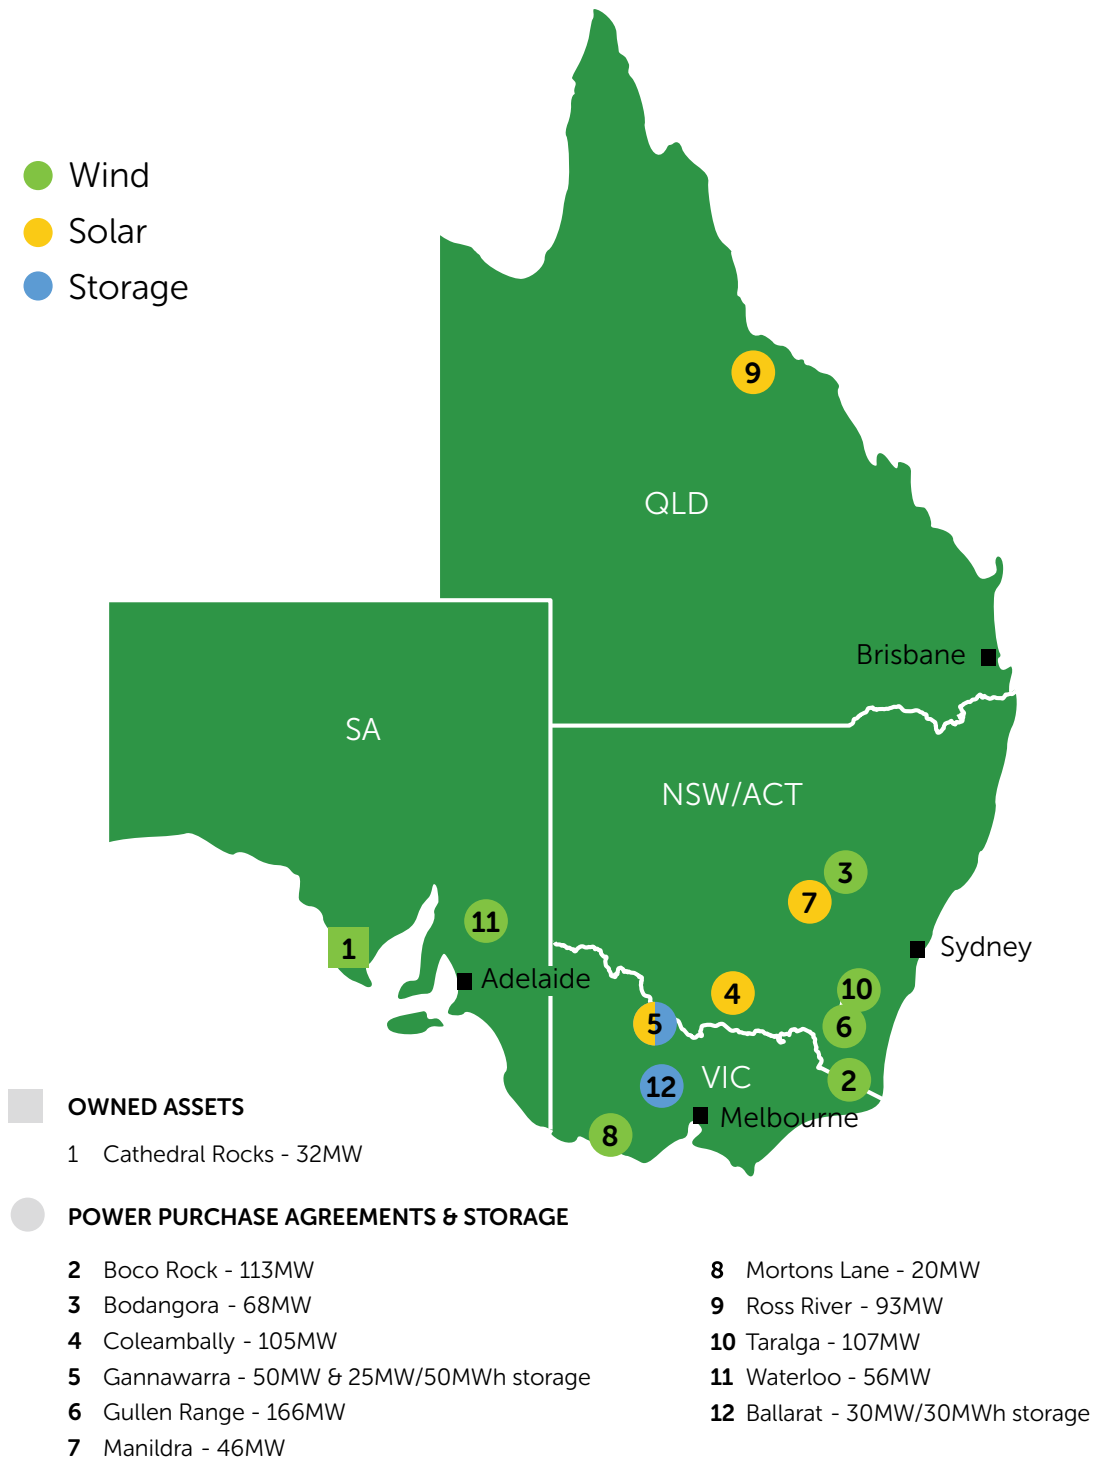 Wind
Solar
Storage
9
QLD
Brisbane
SA
NSW/ACT
3
7
11
1
Sydney
Adelaide
4
10
5
6
12
VIC
2
Melbourne
8
OWNED ASSETS
1 Cathedral Rocks - 32MW
POWER PURCHASE AGREEMENTS & STORAGE
2 Boco Rock - 113MW
3 Bodangora - 68MW
4 Coleambally - 105MW
5 Gannawarra - 50MW & 25MW/50MWh storage
6 Gullen Range - 166MW
7 Manildra - 46MW
8 Mortons Lane - 20MW
9 Ross River - 93MW
10 Taralga - 107MW
11 Waterloo - 56MW
12 Ballarat - 30MW/30MWh storage